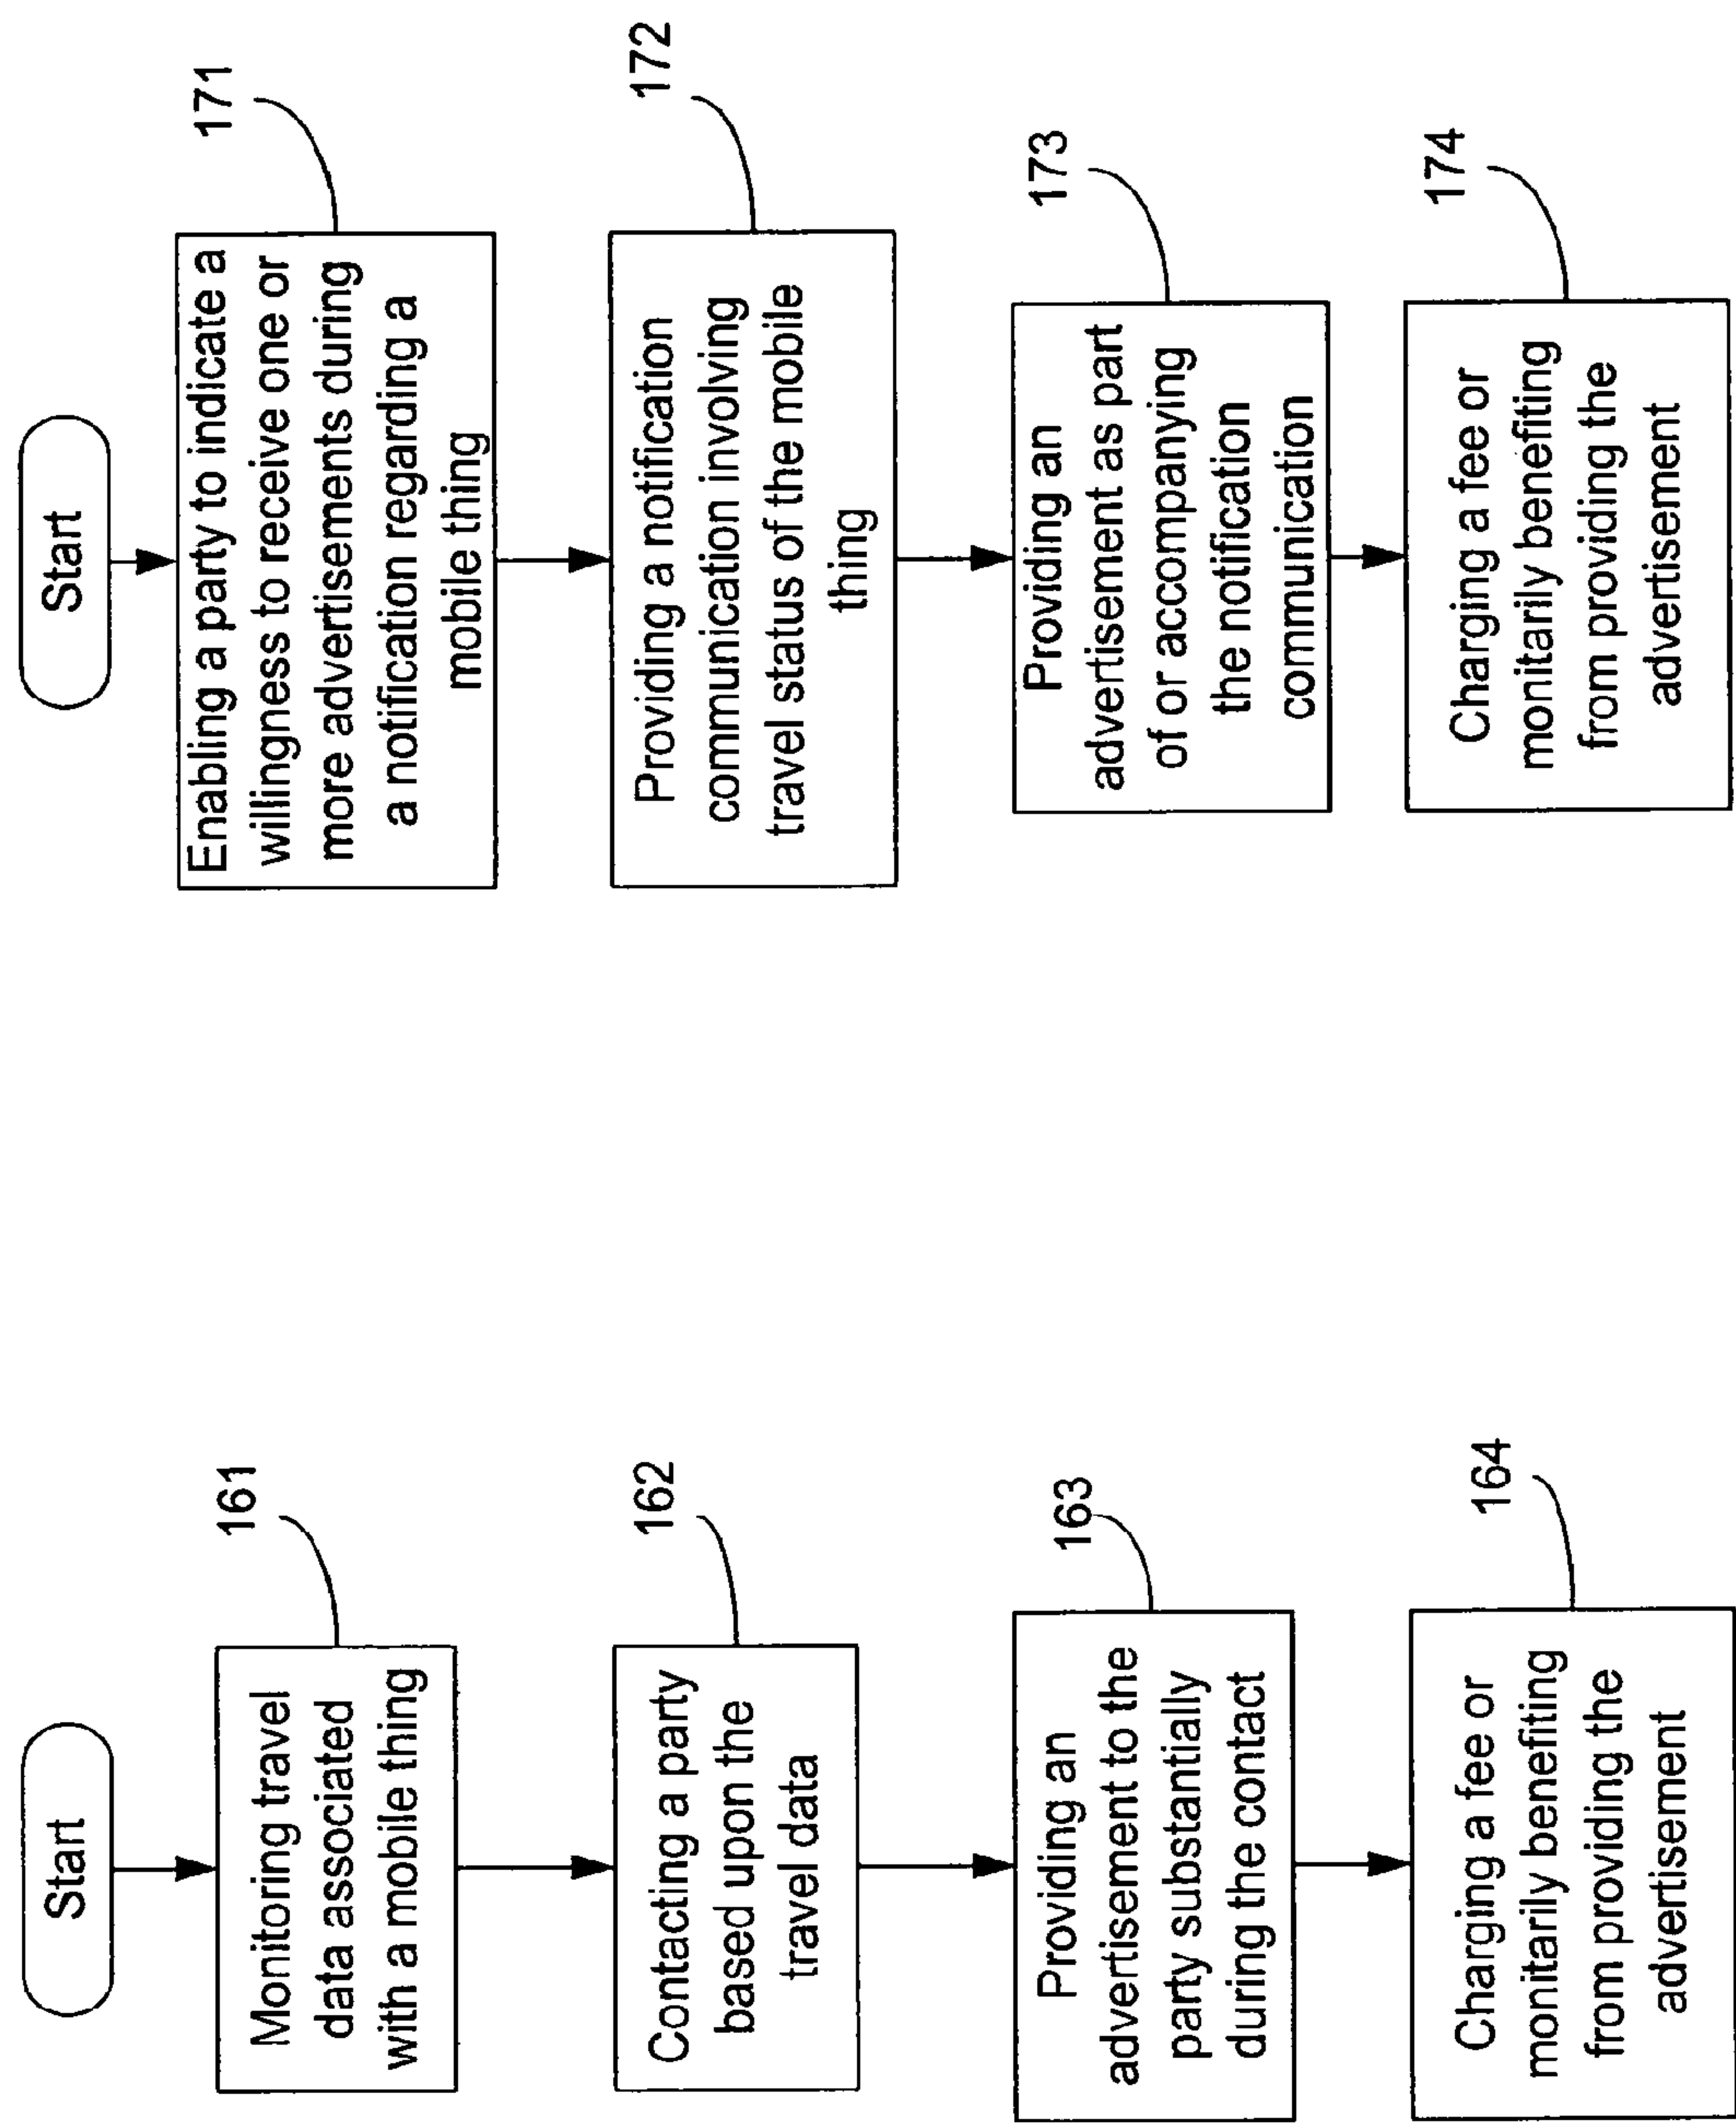 Start
161
Monitoring travel
data associated
with a mobile thing
162
Contacting a party
based upon the
travel data
163
Providing an
advertisement to the
party substantially
during the contact
164
Charging a fee or
monitarily benefiting
from providing the
advertisement
Start
171
Enabling a party to indicate a
willingness to receive one or
more advertisements during
a notification regarding a
mobile thing
172
Providing a notification
communication involving
travel status of the mobile
thing
173
Providing an
advertisement as part
of or accompanying
the notification
communication
174
Charging a fee or
monitarily benefiting
from providing the
advertisement